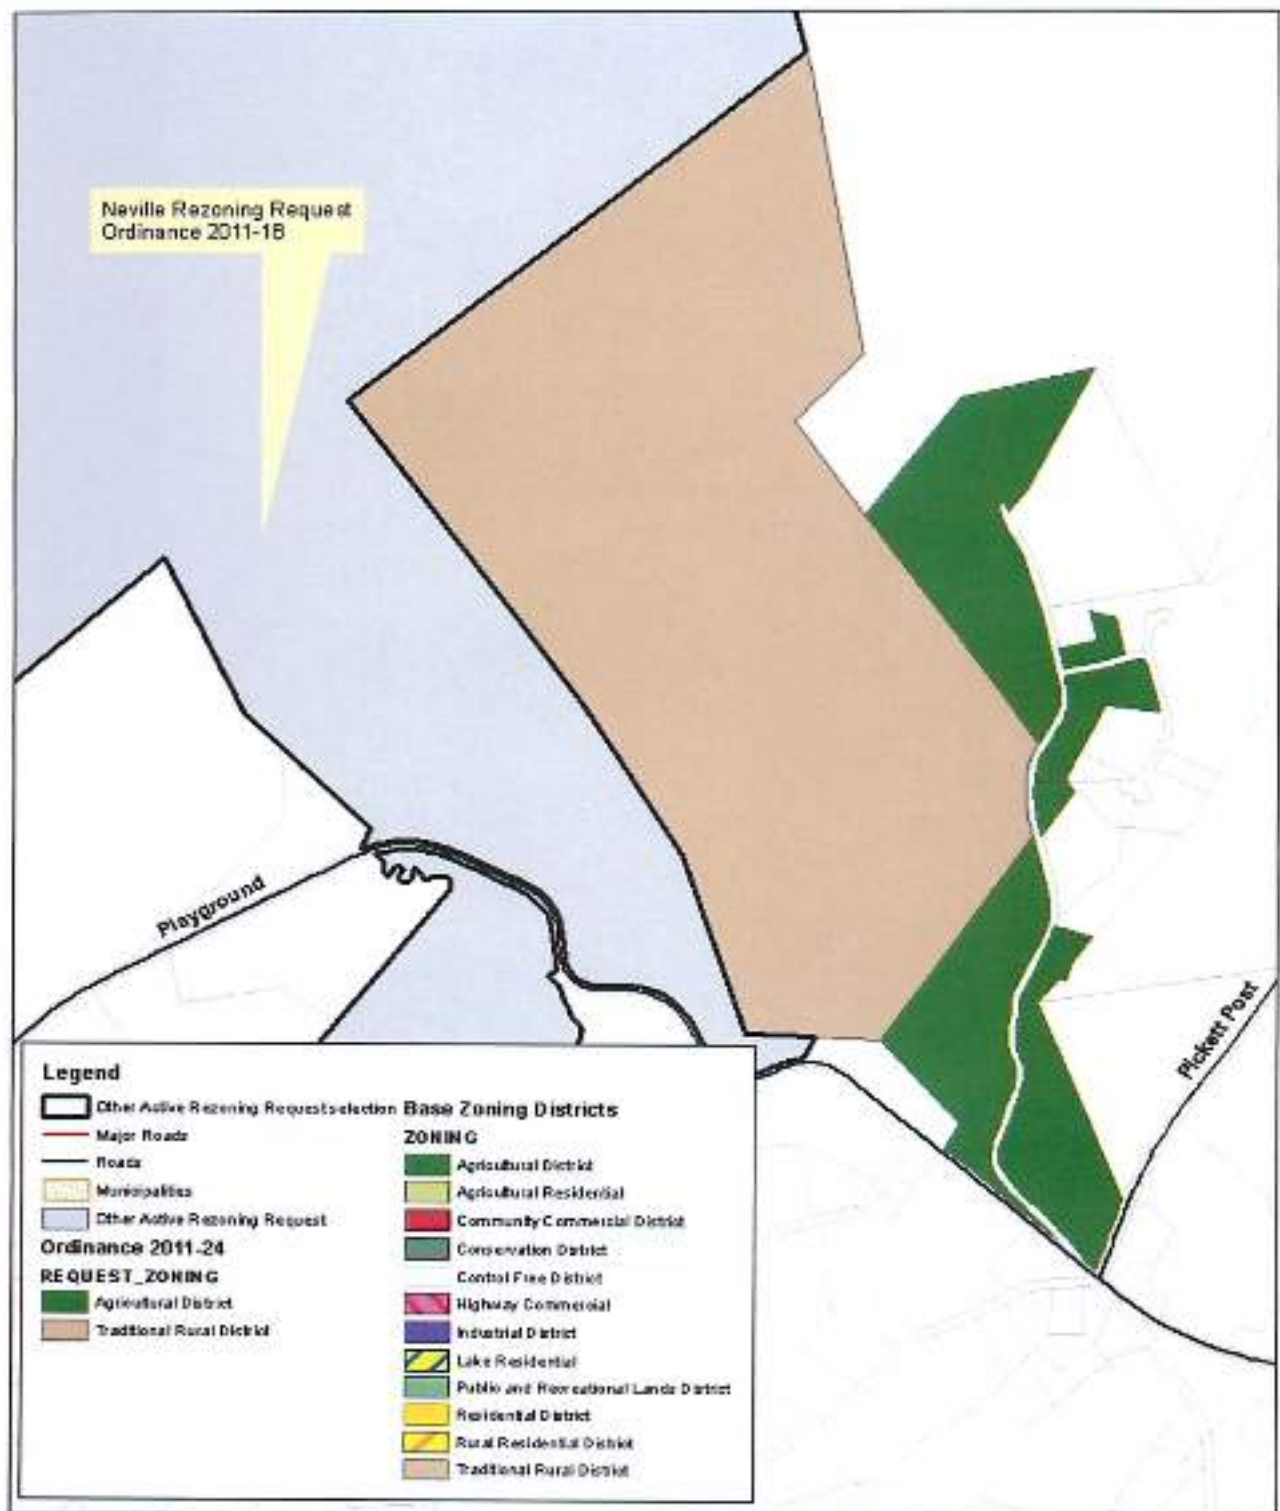 Neville Rezoning Request
Ordinance 2011-18
Playground
Pickett Post
Legend
Other Active Rezoning Request selection
Major Roads
Roads
Municipalities
Other Active Rezoning Request
Ordinance 2011-24
REQUEST_ZONING
Agricultural District
Traditional Rural District
Base Zoning Districts
ZONING
Agricultural District
Agricultural Residential
Community Commercial District
Conservation District
Control Free District
Highway Commercial
Industrial District
Lake Residential
Public and Recreational Lands District
Residential District
Rural Residential District
Traditional Rural District